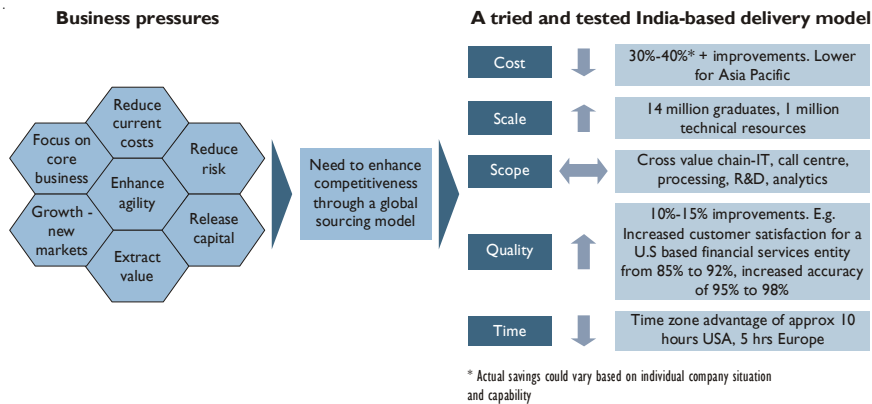 Business pressures
A tried and tested India-based delivery model
Reduce
current
costs
Focus on
core
business
Reduce
risk
Enhance
agility
Growth -
new
markets
Release
capital
Extract
value
Need to enhance
competitiveness
through a global
sourcing model
Cost
30%-40%* + improvements. Lower
for Asia Pacific
Scale
14 million graduates, 1 million
technical resources
Scope
Cross value chain-IT, call centre,
processing, R&D, analytics
Quality
10%-15% improvements. E.g.
Increased customer satisfaction for a
U.S based financial services entity
from 85% to 92%, increased accuracy
of 95% to 98%
Time
Time zone advantage of approx 10
hours USA, 5 hrs Europe
* Actual savings could vary based on individual company situation
and capability